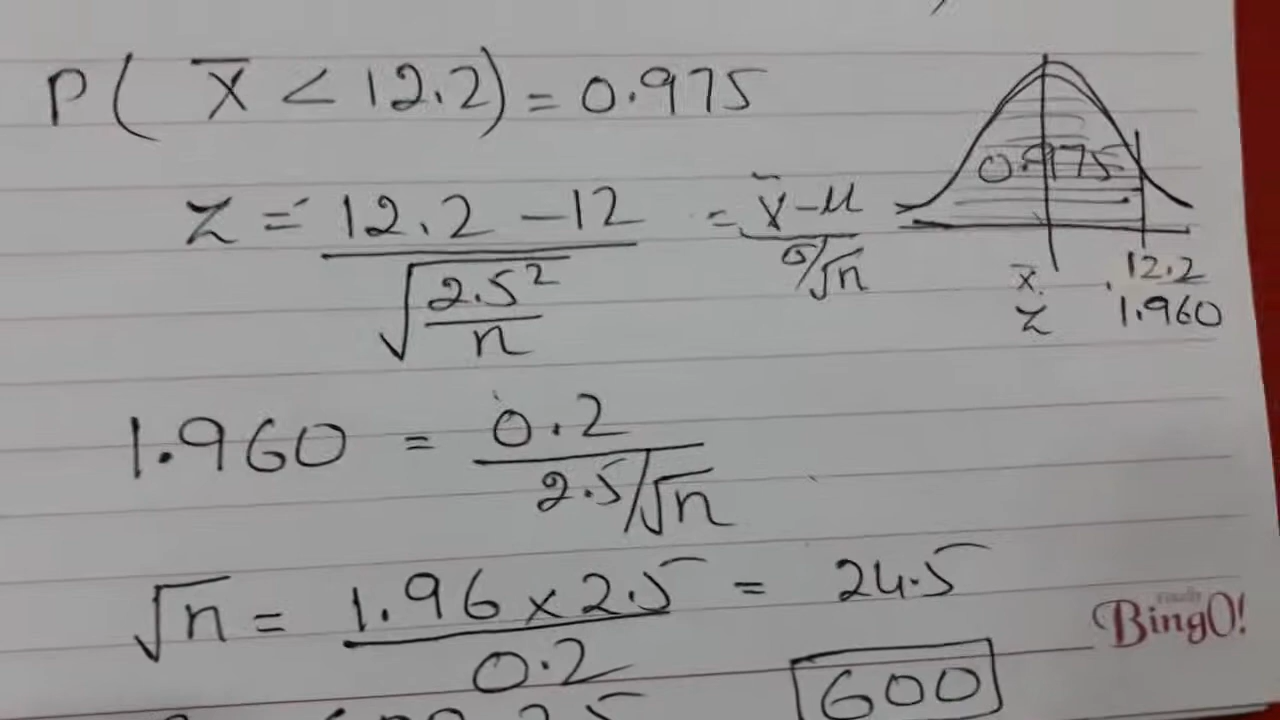 P( X̄ < 12.2) = 0.975
0.975
Z = 12.2 - 12 / √(2.5²/n) = x̄-μ / σ/√n
x̄ 12.2
Z 1.960
1.960 = 0.2 / 2.5/√n
√n = 1.96 x 2.5 / 0.2 = 24.5
BingO!
600